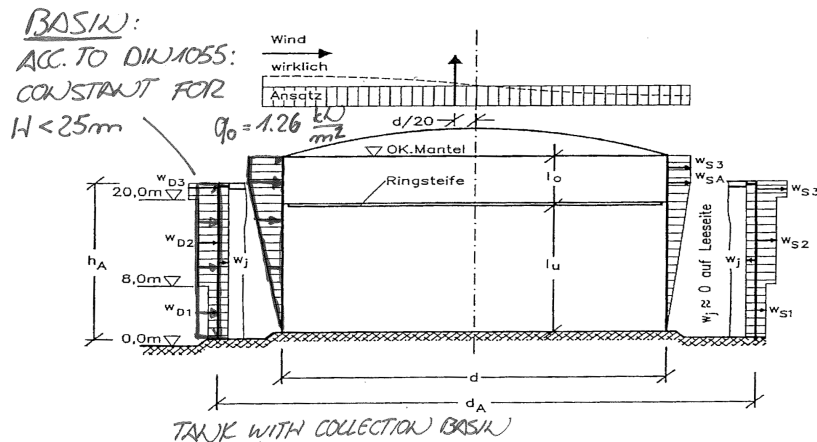 BASIN:
ACC. TO DIN 1055:
CONSTANT FOR
H < 25m
q₀ = 1.26 kN/m²
Wind
wirklich
Ansatz
d/20
OK.Mantel
Ringsteife
lo
lu
wD3
20,0m
wD2
wj
hA
8,0m
wD1
0,0m
wS3
wSA
wj ≈ 0 auf Leeseite
wj
wS3
wS2
wS1
d
dA
TANK WITH COLLECTION BASIN